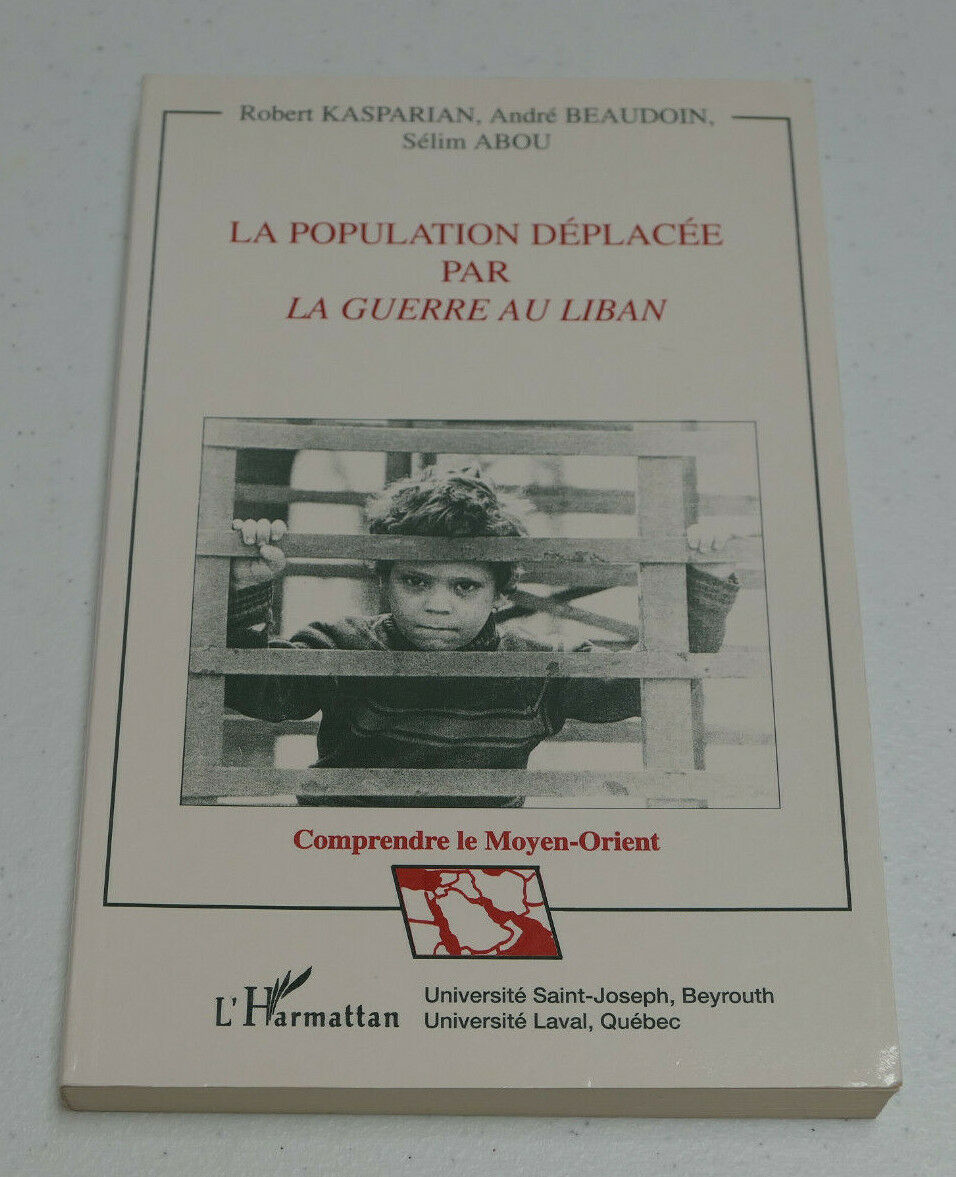 Robert KASPARIAN, André BEAUDOIN,
Sélim ABOU
LA POPULATION DÉPLACÉE
PAR
LA GUERRE AU LIBAN
Comprendre le Moyen-Orient
L'Harmattan
Université Saint-Joseph, Beyrouth
Université Laval, Québec